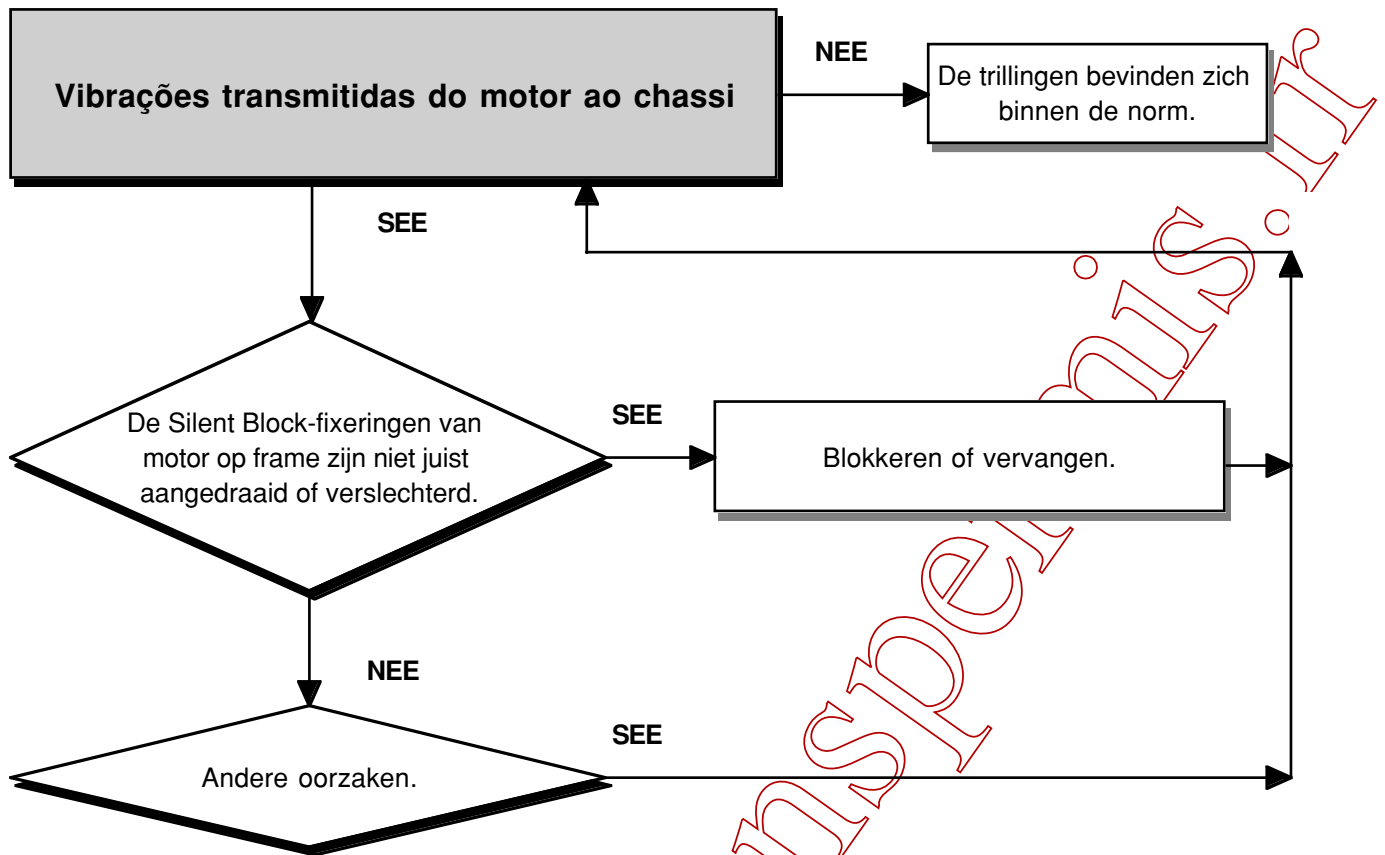 Vibrações transmitidas do motor ao chassi
NEE
De trillingen bevinden zich
binnen de norm.
SEE
De Silent Block-fixeringen van
motor op frame zijn niet juist
aangedraaid of verslechterd.
SEE
Blokkeren of vervangen.
NEE
Andere oorzaken.
SEE